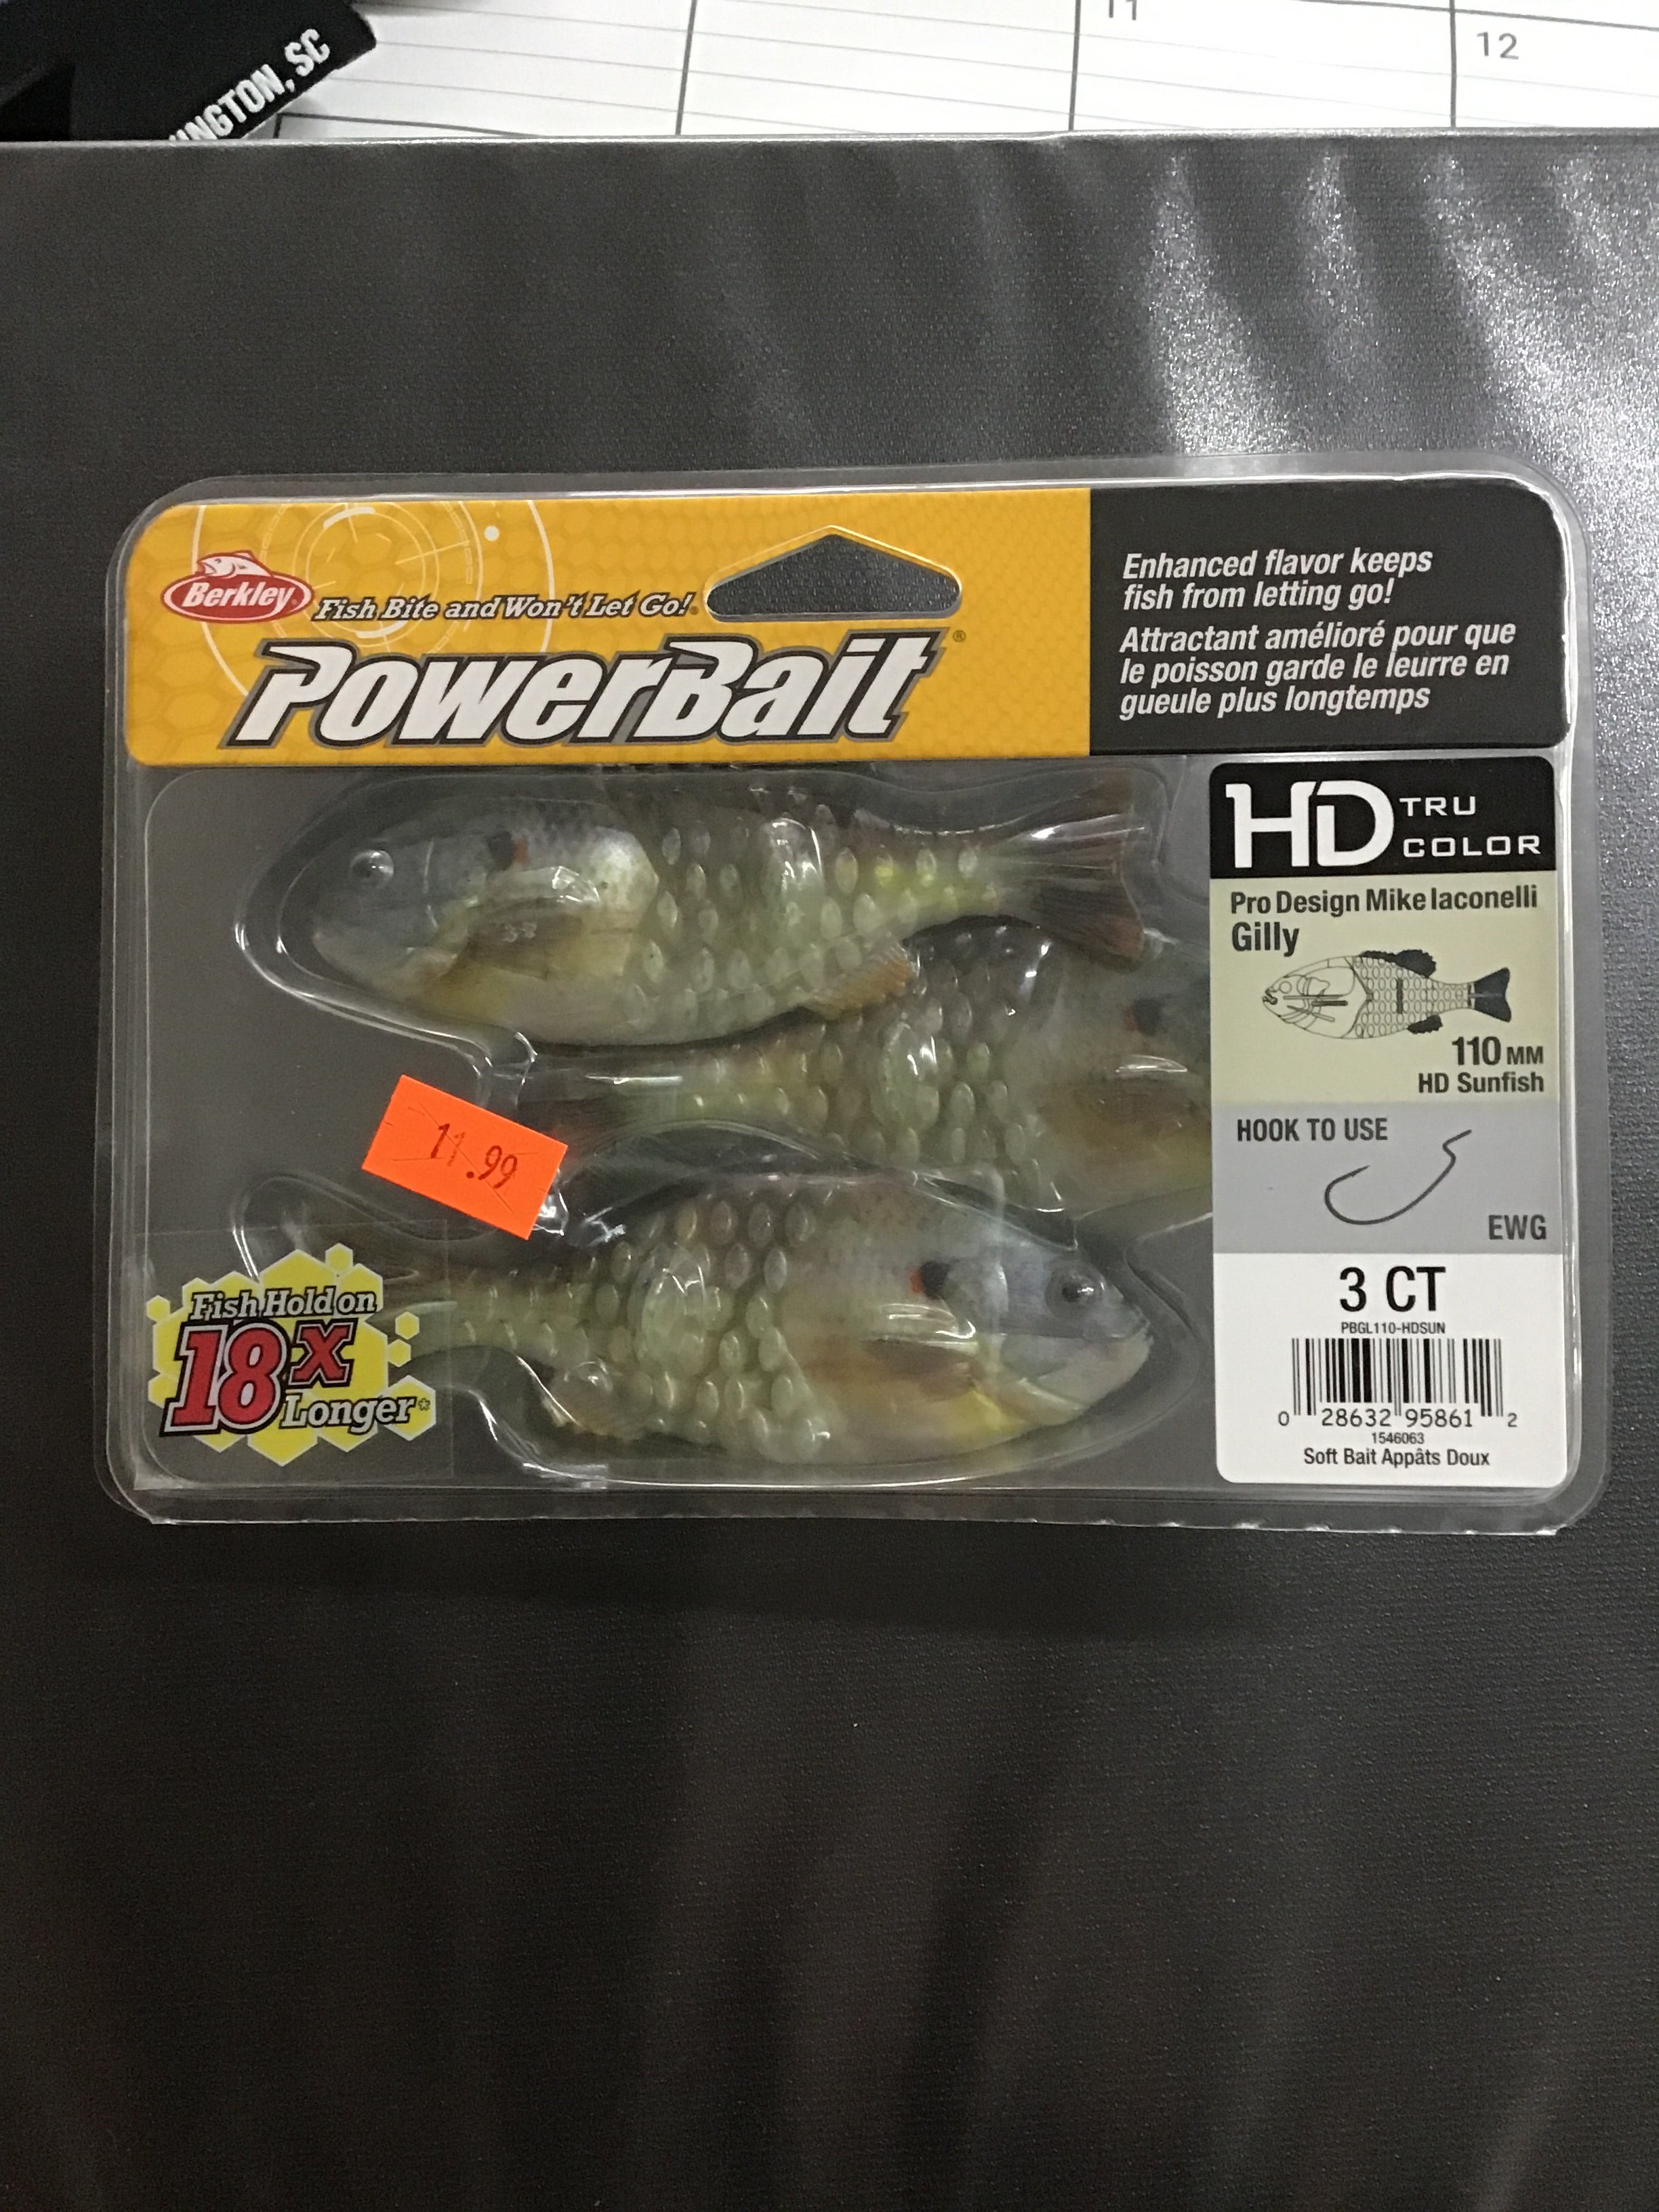 11
12
NGTON, SC
Berkley
Fish Bite and Won't Let Go!®
PowerBait®
Enhanced flavor keeps
fish from letting go!
Attractant amélioré pour que
le poisson garde le leurre en
gueule plus longtemps
HD TRU
COLOR
Pro Design Mike Iaconelli
Gilly
110 MM
HD Sunfish
HOOK TO USE
EWG
3 CT
PBGL110-HDSUN
0 28632 95861 2
1546063
Soft Bait Appâts Doux
11.99
Fish Hold on
18x
Longer*